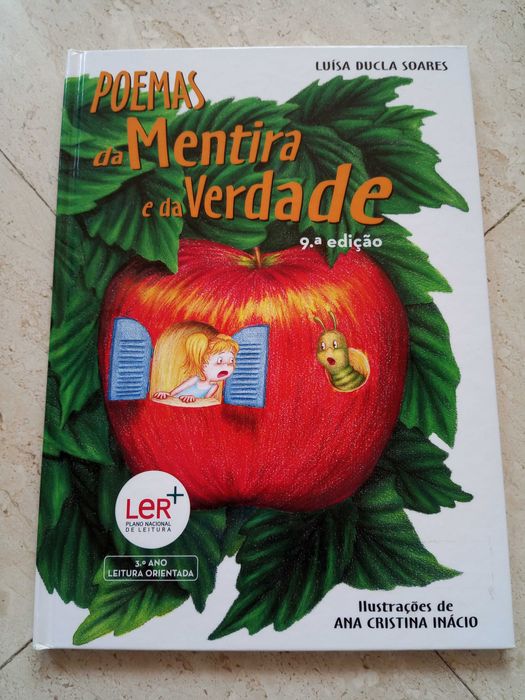 LUÍSA DUCLA SOARES
POEMAS
da Mentira
e da Verdade
9.ª edição
LER+
PLANO NACIONAL
DE LEITURA
3.º ANO
LEITURA ORIENTADA
Ilustrações de
ANA CRISTINA INÁCIO